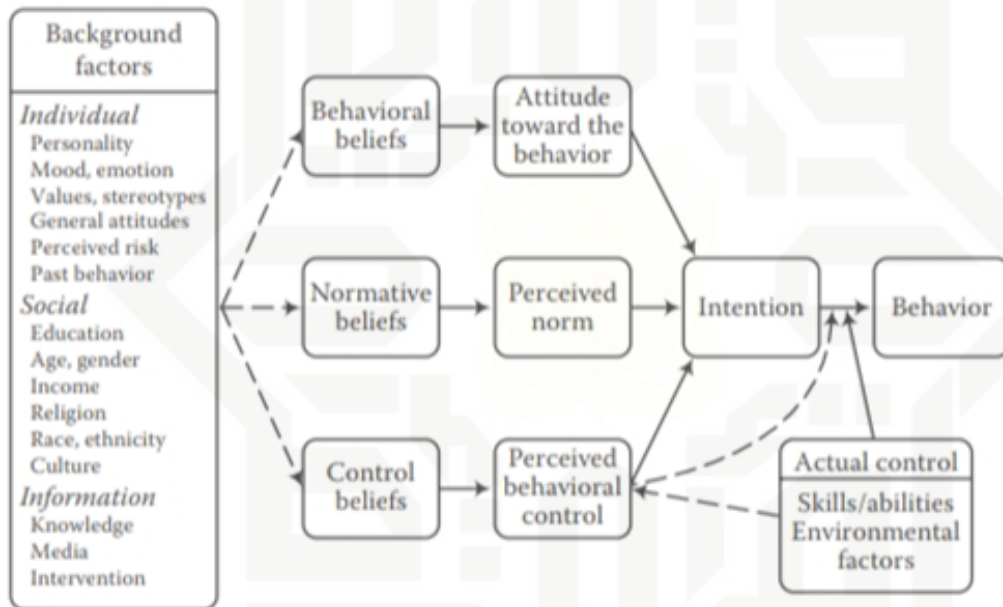 Background
factors
Individual
Personality
Mood, emotion
Values, stereotypes
General attitudes
Perceived risk
Past behavior
Social
Education
Age, gender
Income
Religion
Race, ethnicity
Culture
Information
Knowledge
Media
Intervention
Behavioral
beliefs
Attitude
toward the
behavior
Normative
beliefs
Perceived
norm
Intention
Behavior
Control
beliefs
Perceived
behavioral
control
Actual control
Skills/abilities
Environmental
factors